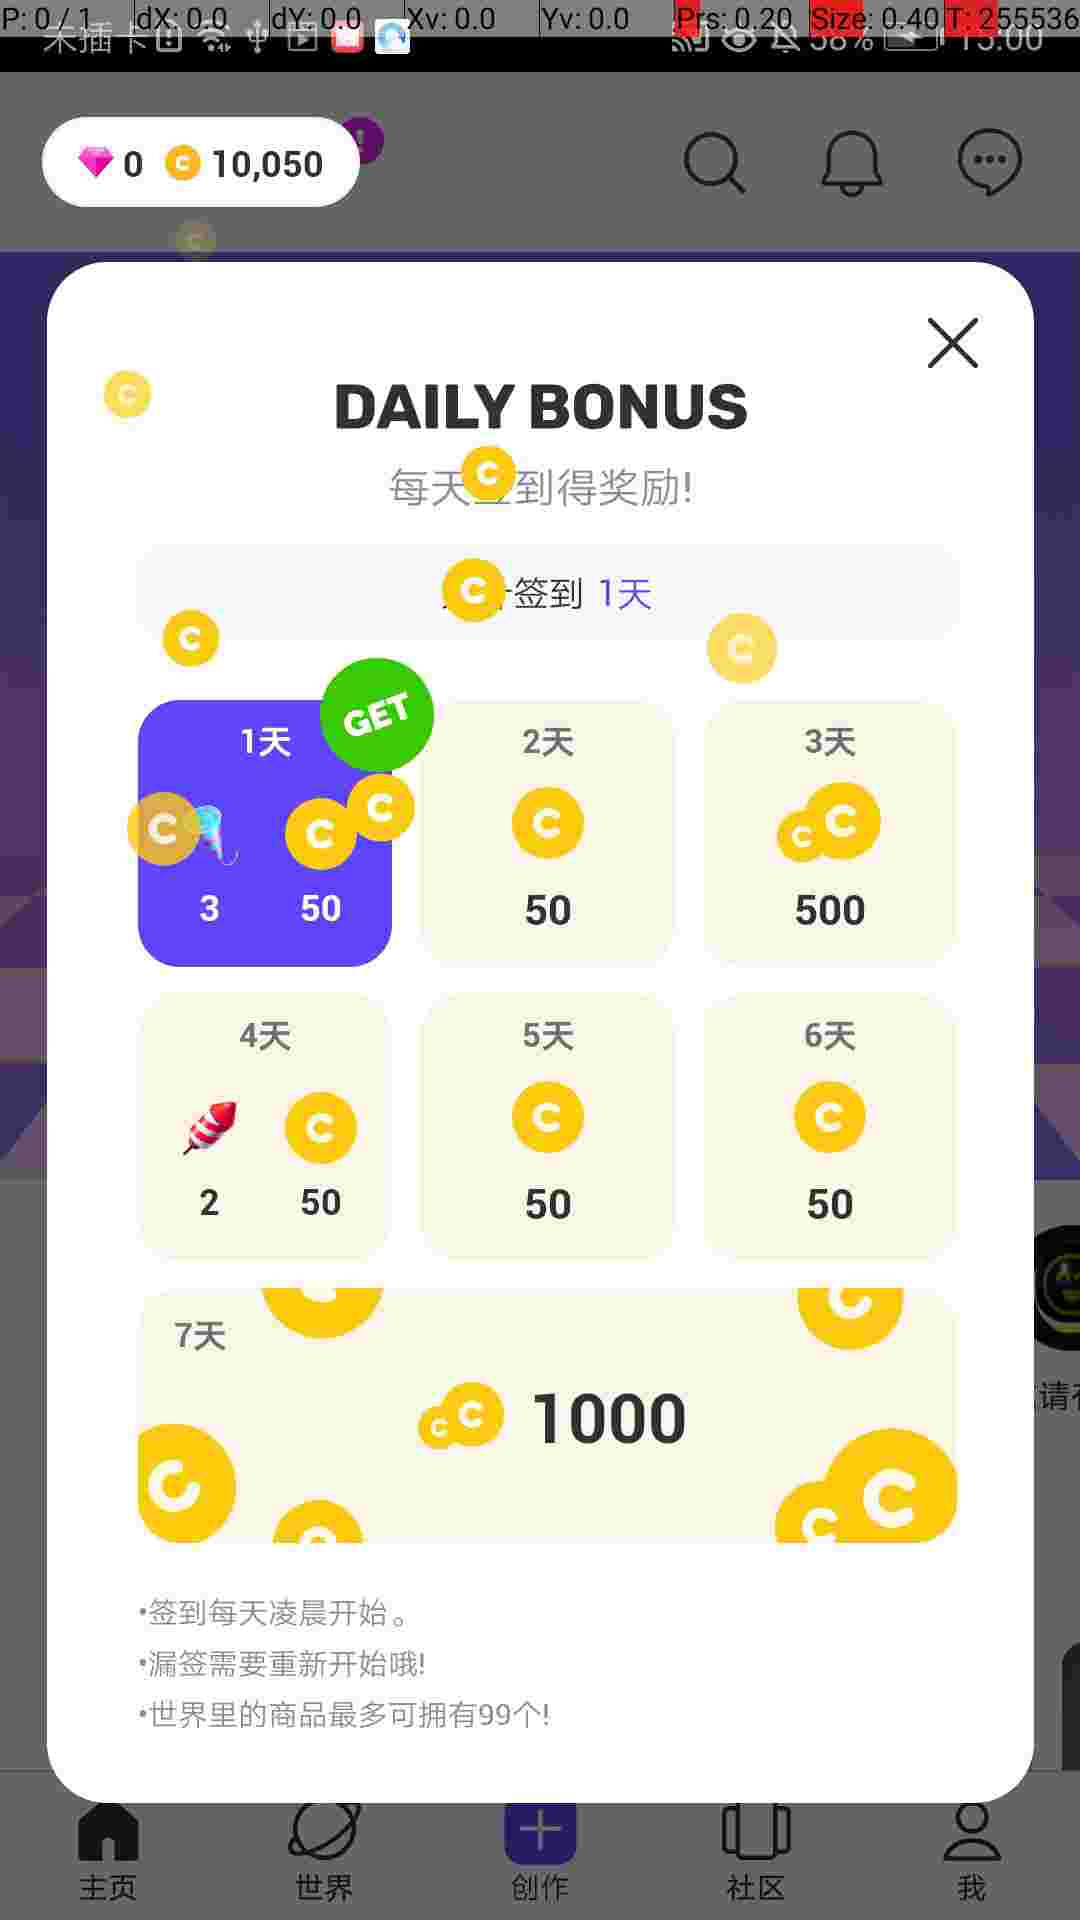 P: 0 / 1 dX: 0.0 dY: 0.0 Xv: 0.0 Yv: 0.0 Prs: 0.20 Size: 0.40 T: 255536
未插卡 58% 15:00
0 C 10,050
DAILY BONUS
每天签到得奖励!
签到 1天
GET
1天 2天 3天
3 50 50 500
4天 5天 6天
2 50 50 50
7天
1000
•签到每天凌晨开始。
•漏签需要重新开始哦!
•世界里的商品最多可拥有99个!
主页 世界 创作 社区 我